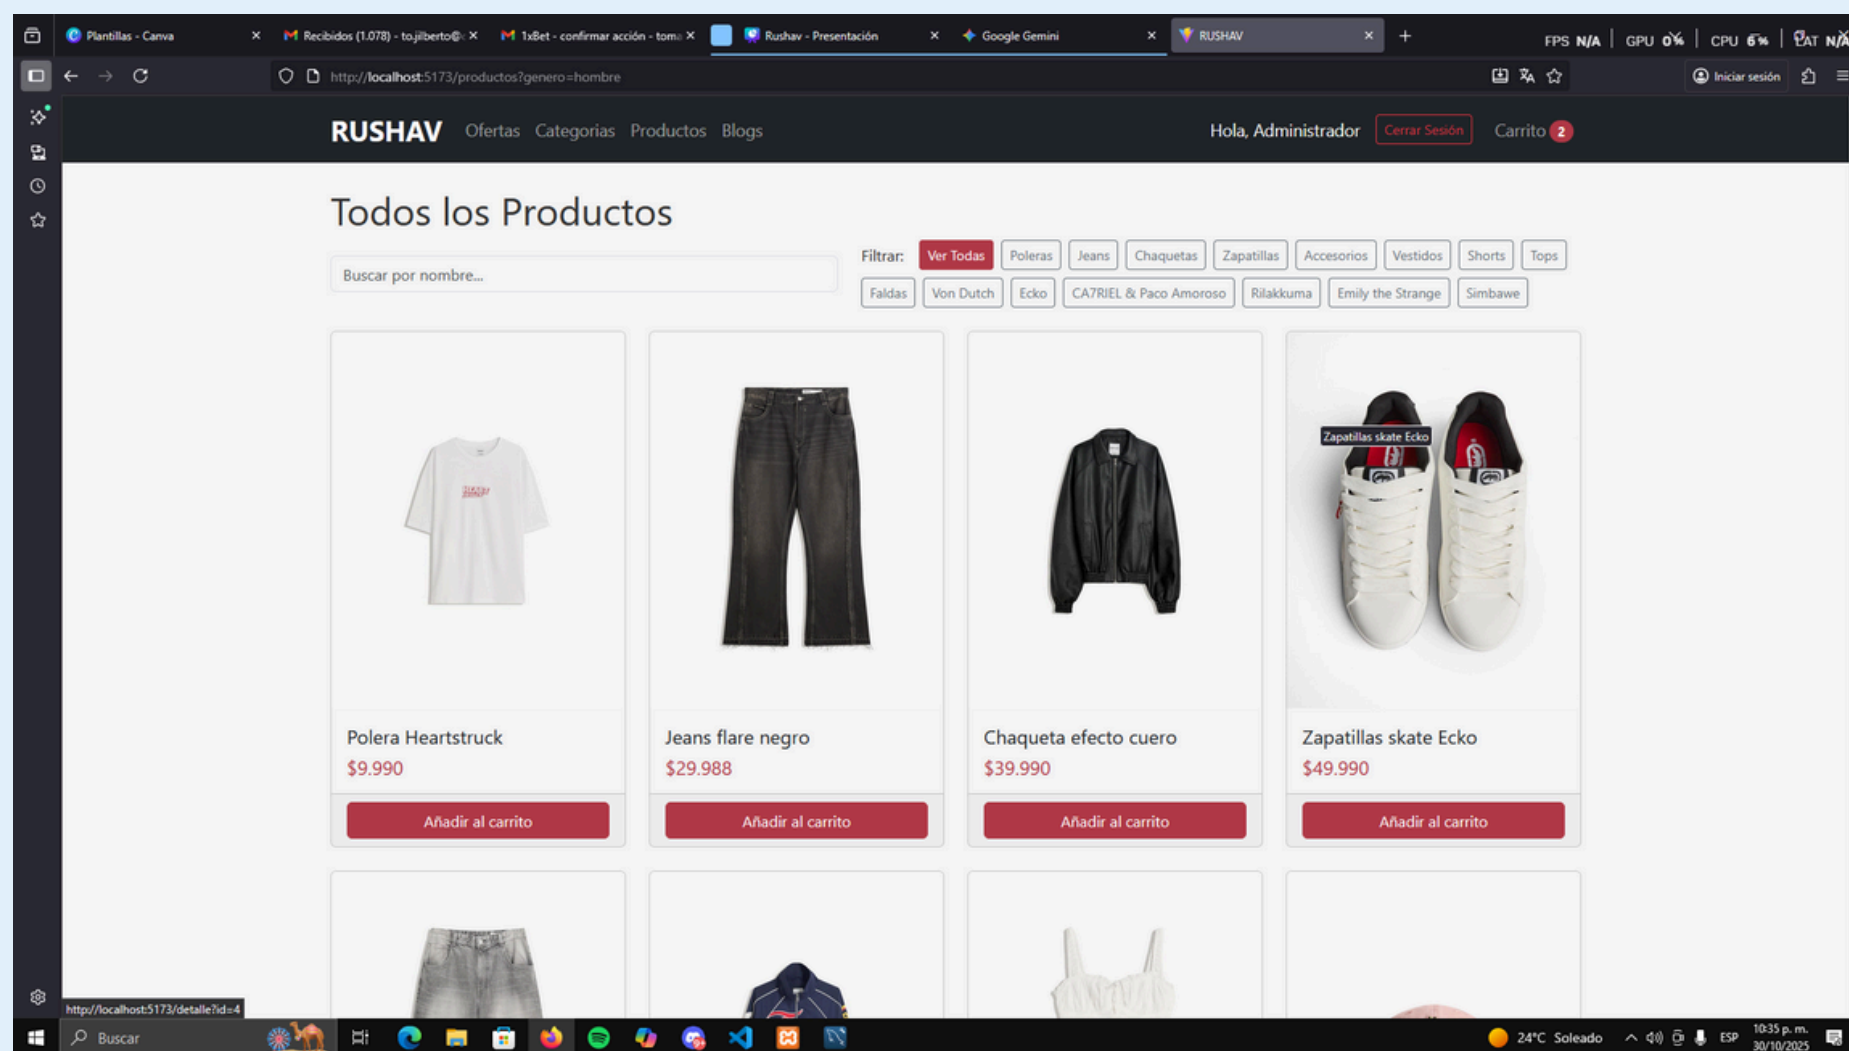 Plantillas - Canva
Recibidos (1.078) - to.jilberto@
1xBet - confirmar acción - toma
Rushav - Presentación
Google Gemini
RUSHAV
FPS N/A GPU 0% CPU 6% LAT N/A
http://localhost:5173/productos?genero=hombre
Iniciar sesión
RUSHAV Ofertas Categorias Productos Blogs
Hola, Administrador Cerrar Sesión Carrito 2
Todos los Productos
Buscar por nombre...
Filtrar: Ver Todas Poleras Jeans Chaquetas Zapatillas Accesorios Vestidos Shorts Tops
Faldas Von Dutch Ecko CA7RIEL & Paco Amoroso Rilakkuma Emily the Strange Simbawe
Zapatillas skate Ecko
Polera Heartstruck
$9.990
Añadir al carrito
Jeans flare negro
$29.988
Añadir al carrito
Chaqueta efecto cuero
$39.990
Añadir al carrito
Zapatillas skate Ecko
$49.990
Añadir al carrito
http://localhost:5173/detalle?id=4
Buscar
24°C Soleado
ESP
10:35 p. m.
30/10/2025